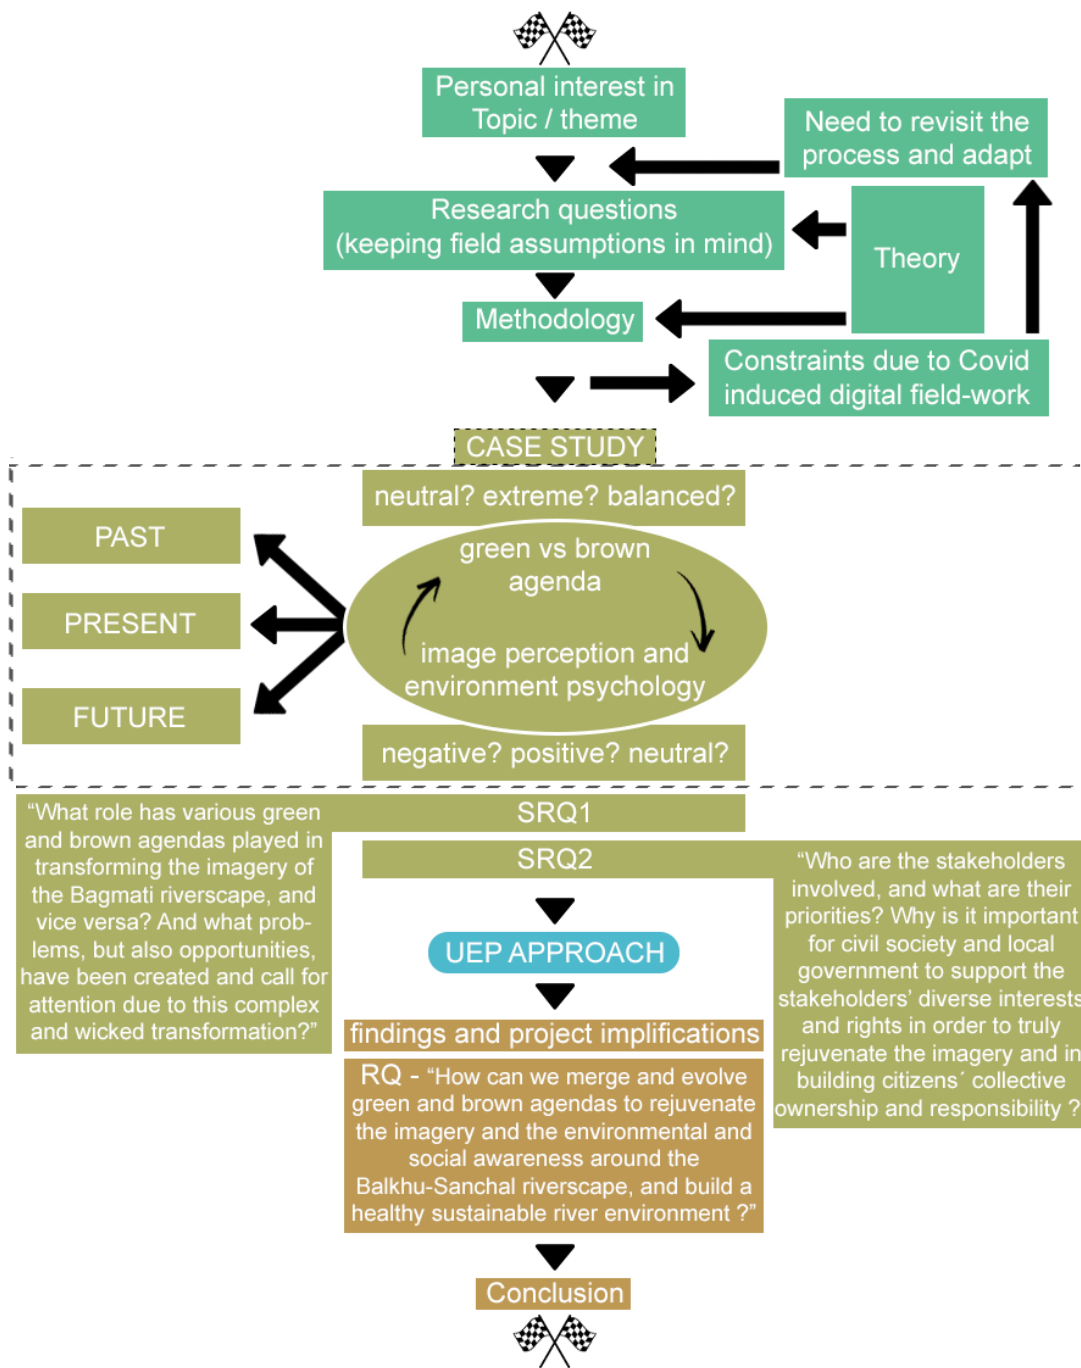 Personal interest in
Topic / theme
Need to revisit the
process and adapt
Research questions
(keeping field assumptions in mind)
Theory
Methodology
Constraints due to Covid
induced digital field-work
CASE STUDY
neutral? extreme? balanced?
PAST
green vs brown
agenda
PRESENT
image perception and
environment psychology
FUTURE
negative? positive? neutral?
SRQ1
“What role has various green
and brown agendas played in
transforming the imagery of
the Bagmati riverscape, and
vice versa? And what prob-
lems, but also opportunities,
have been created and call for
attention due to this complex
and wicked transformation?”
SRQ2
“Who are the stakeholders
involved, and what are their
priorities? Why is it important
for civil society and local
government to support the
stakeholders’ diverse interests
and rights in order to truly
rejuvenate the imagery and in
building citizens´ collective
ownership and responsibility ?
UEP APPROACH
findings and project implifications
RQ - “How can we merge and evolve
green and brown agendas to rejuvenate
the imagery and the environmental and
social awareness around the
Balkhu-Sanchal riverscape, and build a
healthy sustainable river environment ?”
Conclusion